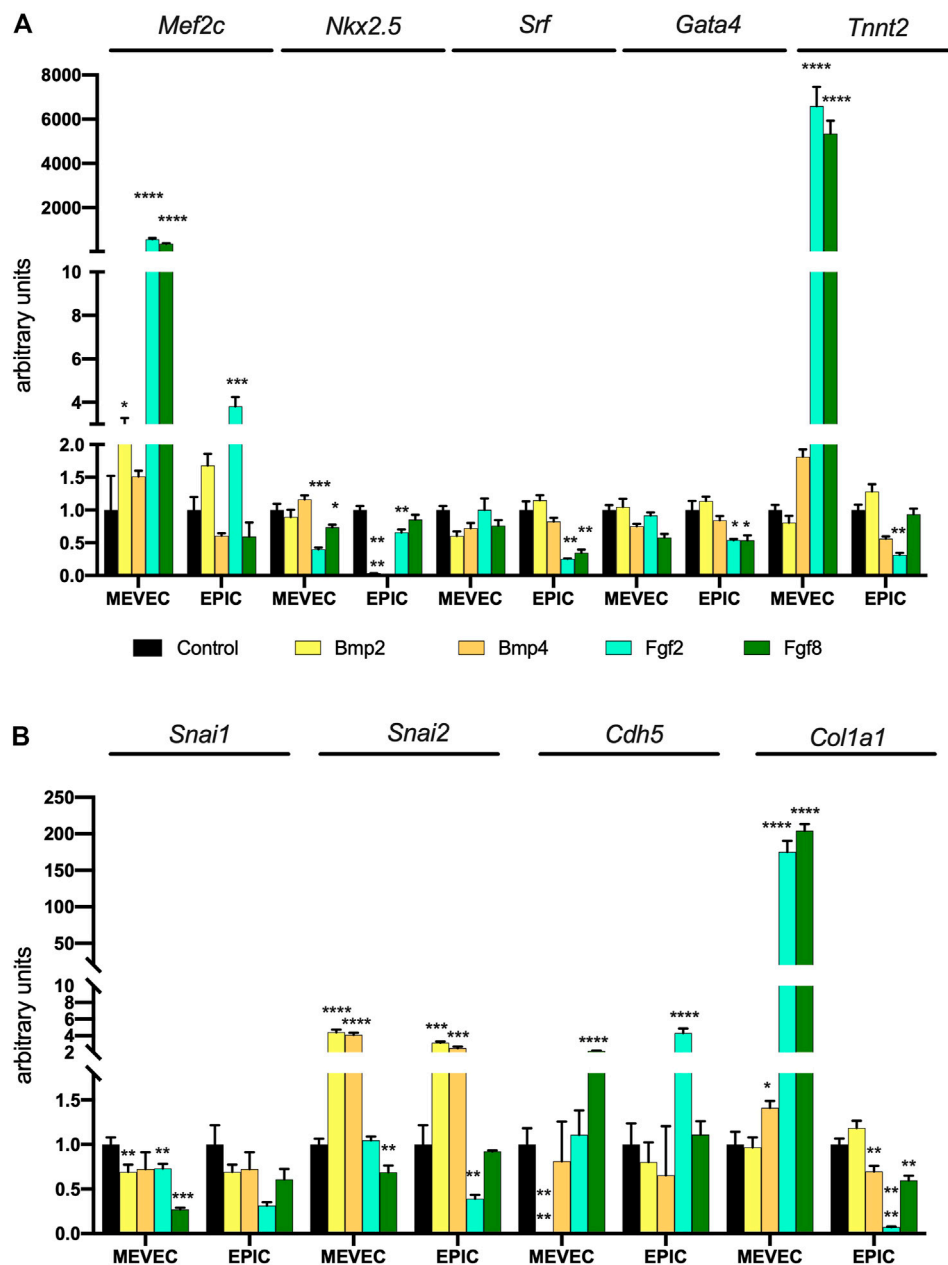 A
Mef2c Nkx2.5 Srf Gata4 Tnnt2
arbitrary units
8000
6000
4000
2000
10
8
6
4
2.0
1.5
1.0
0.5
0.0
**** **** * *** *** * ** ** ** ** ** * * **** **** **
MEVEC EPIC MEVEC EPIC MEVEC EPIC MEVEC EPIC MEVEC EPIC
Control Bmp2 Bmp4 Fgf2 Fgf8
B
Snai1 Snai2 Cdh5 Col1a1
arbitrary units
250
200
150
100
50
10
8
6
4
2
1.5
1.0
0.5
0.0
** ** *** **** **** ** *** *** ** ** ** **** **** * **** **** ** ** ** **
MEVEC EPIC MEVEC EPIC MEVEC EPIC MEVEC EPIC